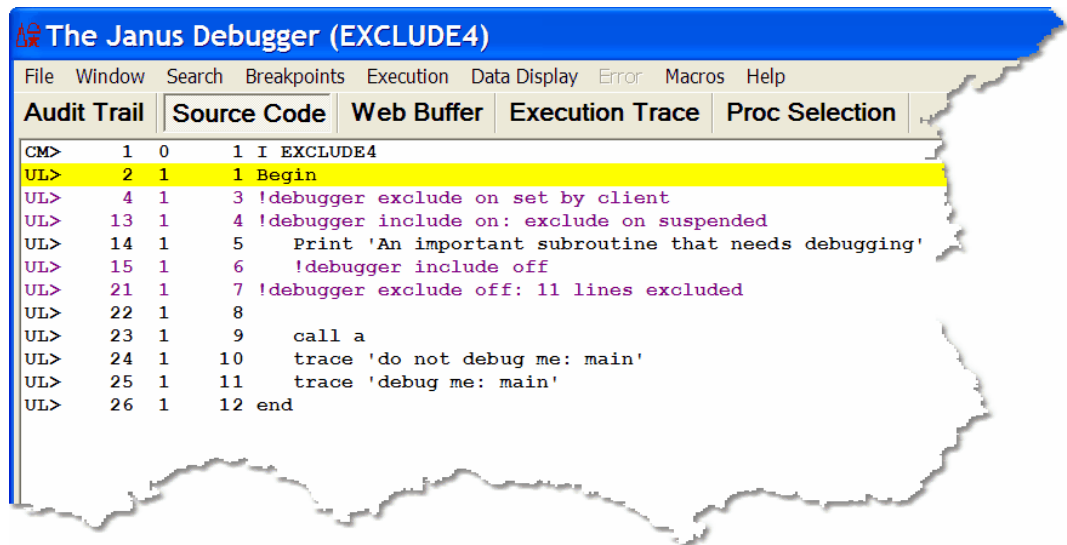 The Janus Debugger (EXCLUDE4)
File Window Search Breakpoints Execution Data Display Error Macros Help
Audit Trail Source Code Web Buffer Execution Trace Proc Selection
CM> 1 0 1 I EXCLUDE4
UL> 2 1 1 Begin
UL> 4 1 3 !debugger exclude on set by client
UL> 13 1 4 !debugger include on: exclude on suspended
UL> 14 1 5 Print 'An important subroutine that needs debugging'
UL> 15 1 6 !debugger include off
UL> 21 1 7 !debugger exclude off: 11 lines excluded
UL> 22 1 8
UL> 23 1 9 call a
UL> 24 1 10 trace 'do not debug me: main'
UL> 25 1 11 trace 'debug me: main'
UL> 26 1 12 end